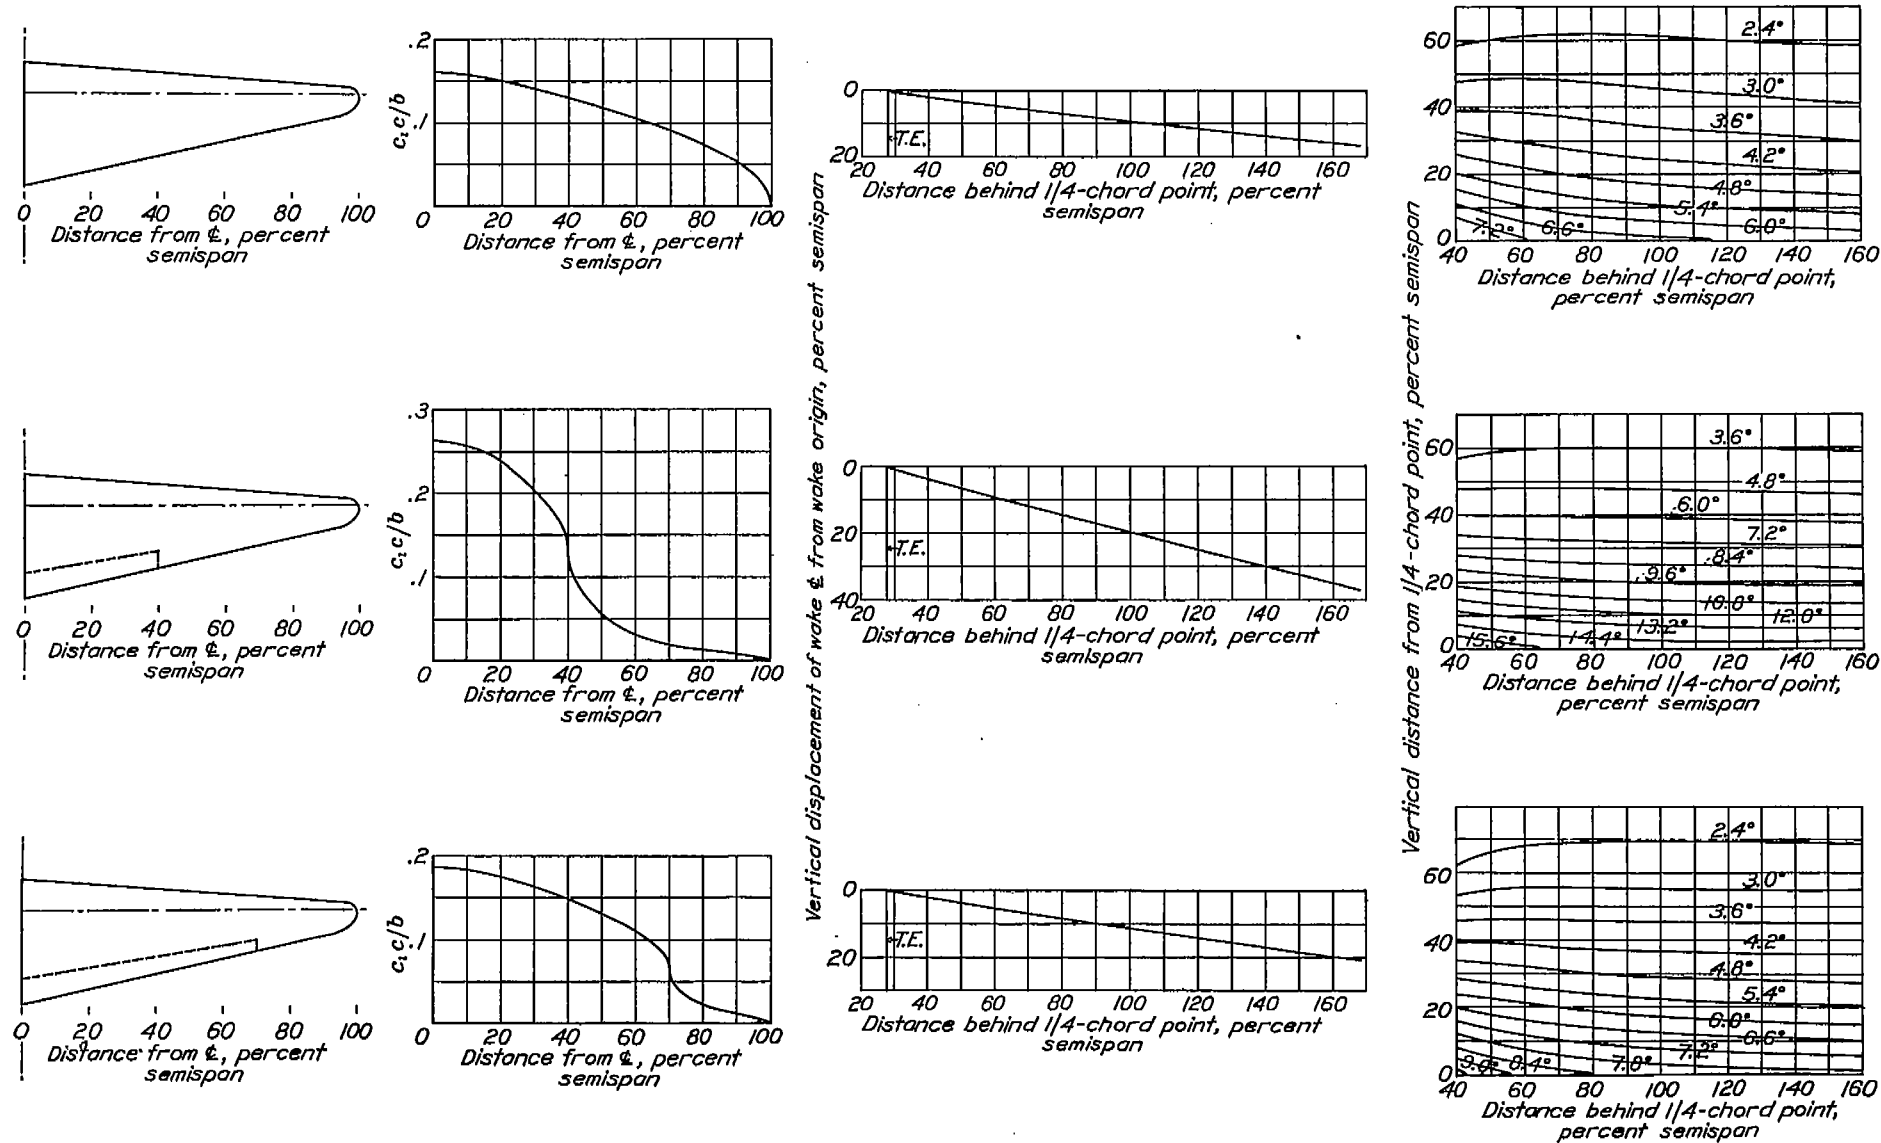 0 20 40 60 80 100
Distance from ℄, percent
semispan
.2
.1
0 20 40 60 80 100
c_l c/b
Distance from ℄, percent
semispan
0
20
T.E.
20 40 60 80 100 120 140 160
Distance behind 1/4-chord point, percent
semispan
60
40
20
0
2.4°
3.0°
3.6°
4.2°
4.8°
5.4°
6.0°
7.2° 6.6°
40 60 80 100 120 140 160
Distance behind 1/4-chord point,
percent semispan
0 20 40 60 80 100
Distance from ℄, percent
semispan
.3
.2
.1
0 20 40 60 80 100
c_l c/b
Distance from ℄, percent
semispan
Vertical displacement of wake ℄ from wake origin, percent semispan
0
20
40
T.E.
20 40 60 80 100 120 140 160
Distance behind 1/4-chord point, percent
semispan
Vertical distance from 1/4-chord point, percent semispan
60
40
20
0
3.6°
4.8°
6.0°
7.2°
8.4°
9.6°
10.8°
12.0°
15.6° 14.4° 13.2°
40 60 80 100 120 140 160
Distance behind 1/4-chord point,
percent semispan
0 20 40 60 80 100
Distance from ℄, percent
semispan
.2
.1
0 20 40 60 80 100
c_l c/b
Distance from ℄, percent
semispan
0
20
T.E.
20 40 60 80 100 120 140 160
Distance behind 1/4-chord point, percent
semispan
60
40
20
0
2.4°
3.0°
3.6°
4.2°
4.8°
5.4°
6.0°
6.6°
9.0° 8.4° 7.8° 7.2°
40 60 80 100 120 140 160
Distance behind 1/4-chord point,
percent semispan